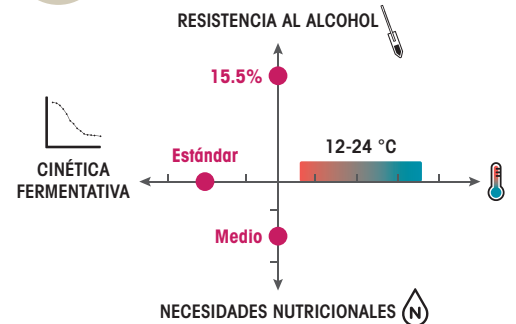 RESISTENCIA AL ALCOHOL
15.5%
Estándar
12-24 °C
CINÉTICA
FERMENTATIVA
Medio
NECESIDADES NUTRICIONALES
N